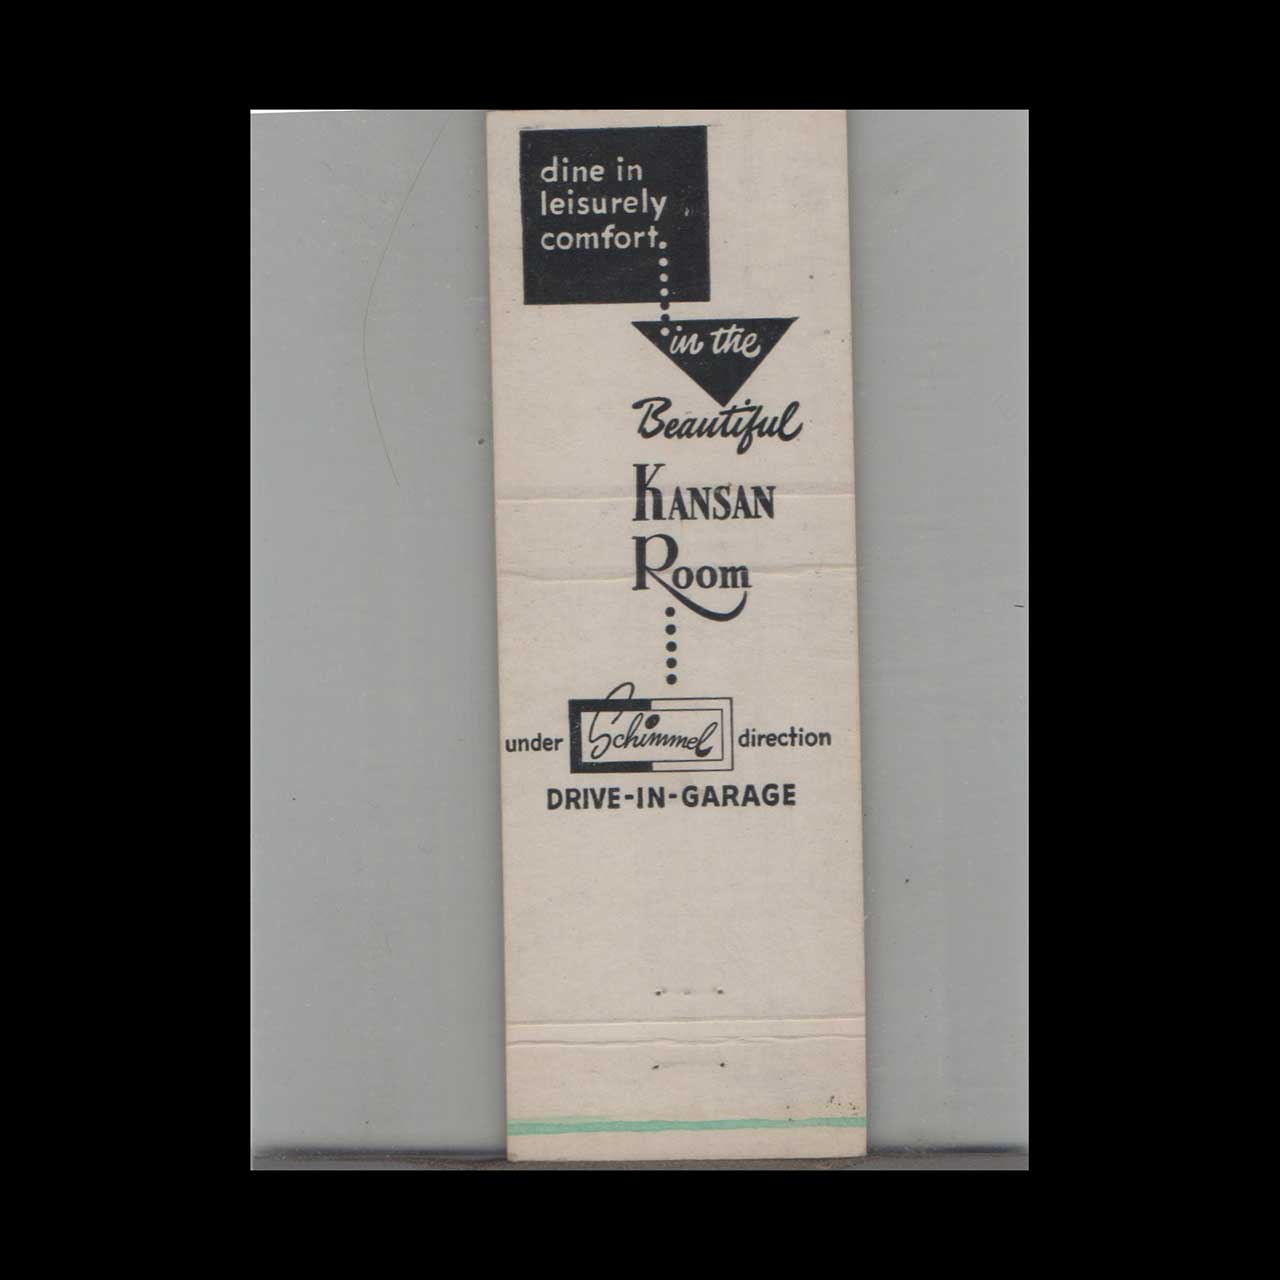 dine in
leisurely
comfort.
in the
Beautiful
KANSAN
ROOM
under Schimmel direction
DRIVE-IN-GARAGE